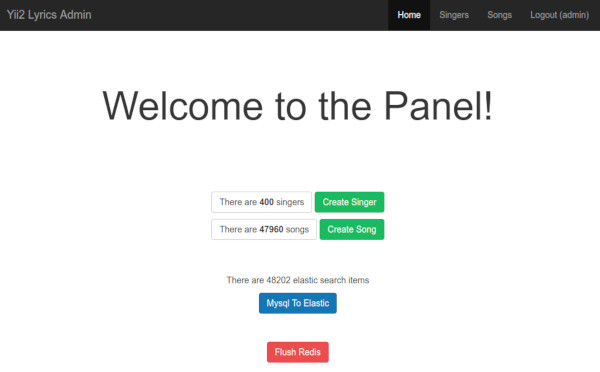 Yii2 Lyrics Admin Home Singers Songs Logout (admin)
Welcome to the Panel!
There are 400 singers Create Singer
There are 47960 songs Create Song
There are 48202 elastic search items
Mysql To Elastic
Flush Redis